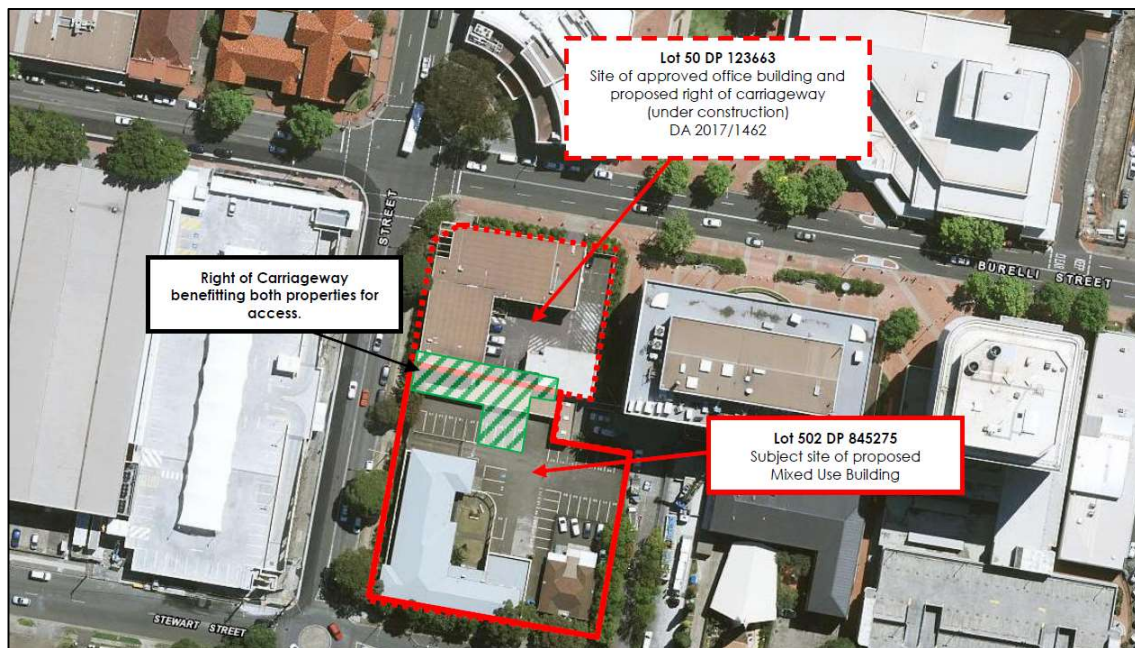 Lot 50 DP 123663
Site of approved office building and
proposed right of carriageway
(under construction)
DA 2017/1462
STREET
BURELLI STREET
Right of Carriageway
benefitting both properties for
access.
Lot 502 DP 845275
Subject site of proposed
Mixed Use Building
STEWART STREET